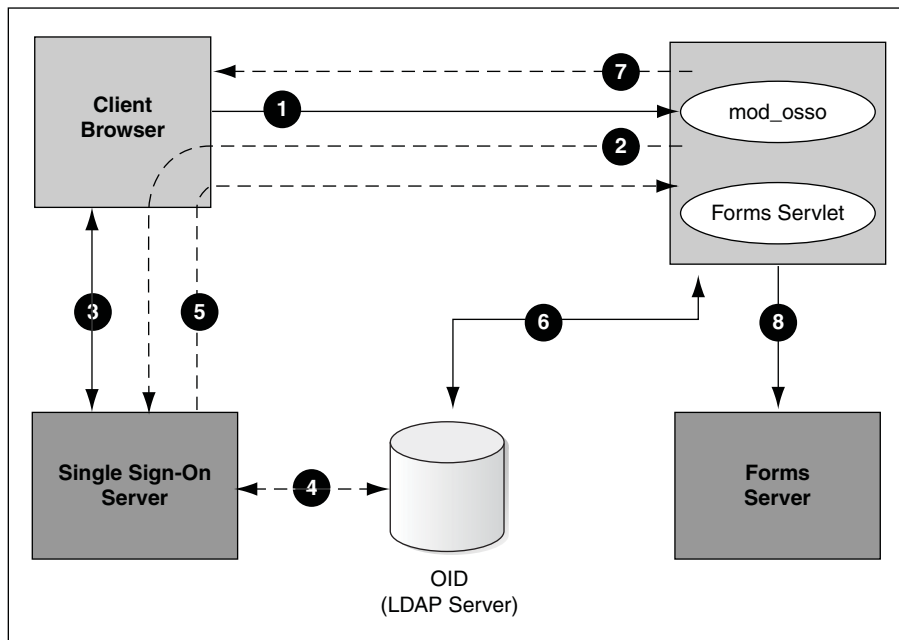 Client
Browser
7
1
mod_osso
2
Forms Servlet
3
5
6
8
Single Sign-On
Server
4
Forms
Server
OID
(LDAP Server)